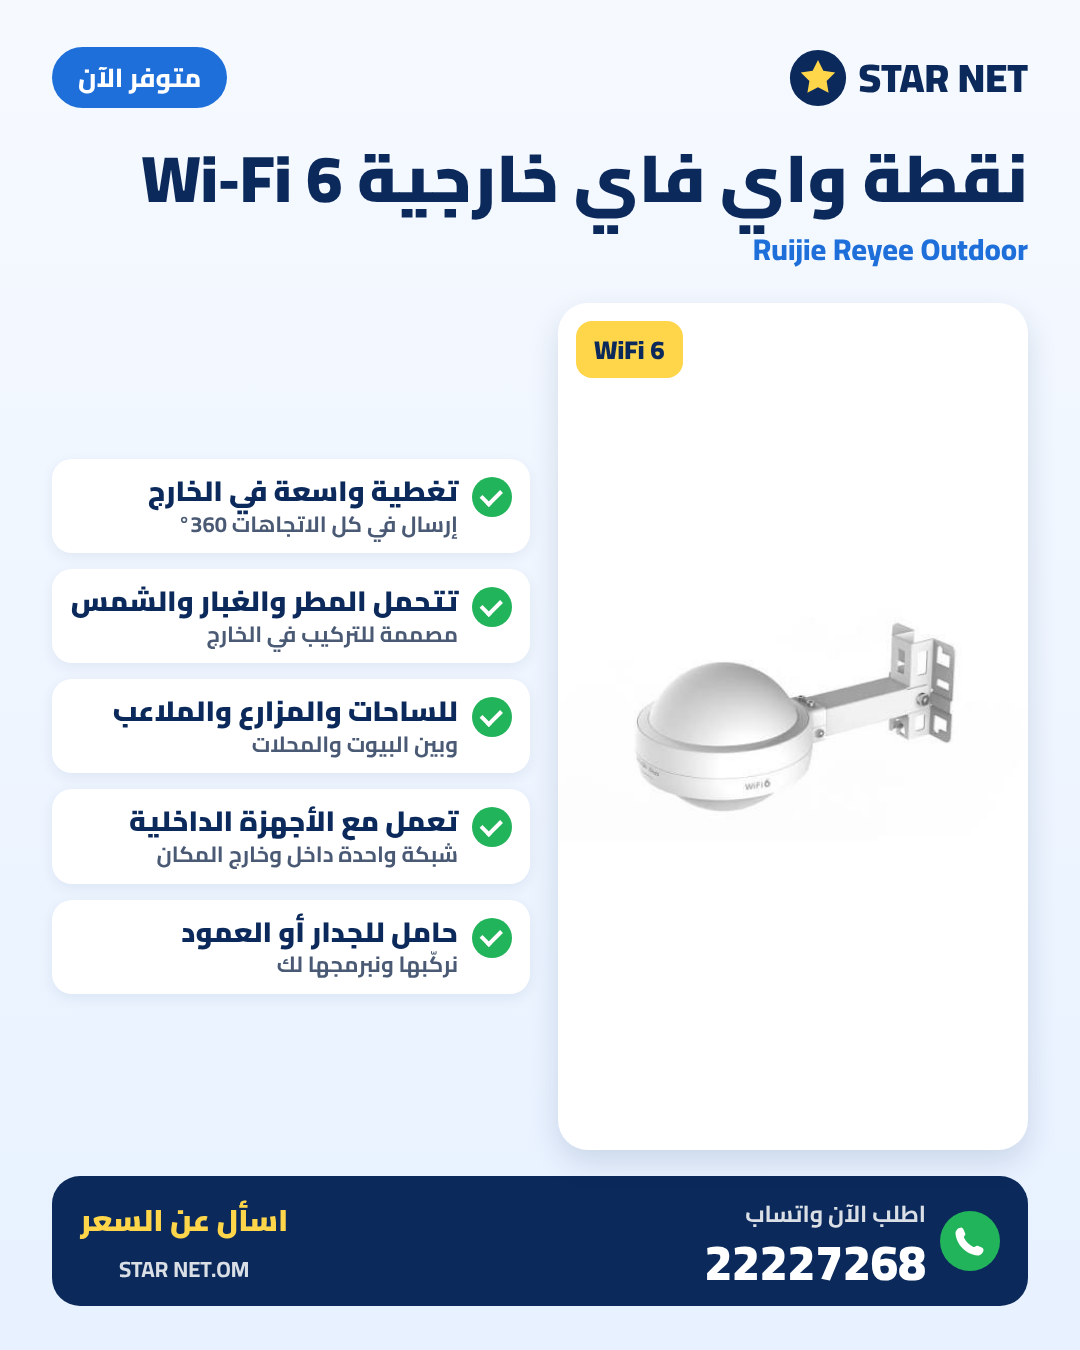 STAR NET
متوفر الآن
نقطة واي فاي خارجية Wi-Fi 6
Ruijie Reyee Outdoor
WiFi 6
WiFi 6
تغطية واسعة في الخارج
إرسال في كل الاتجاهات 360°
تتحمل المطر والغبار والشمس
مصممة للتركيب في الخارج
للساحات والمزارع والملاعب
وبين البيوت والمحلات
تعمل مع الأجهزة الداخلية
شبكة واحدة داخل وخارج المكان
حامل للجدار أو العمود
نركّبها ونبرمجها لك
اطلب الآن واتساب
22227268
اسأل عن السعر
STAR NET.OM